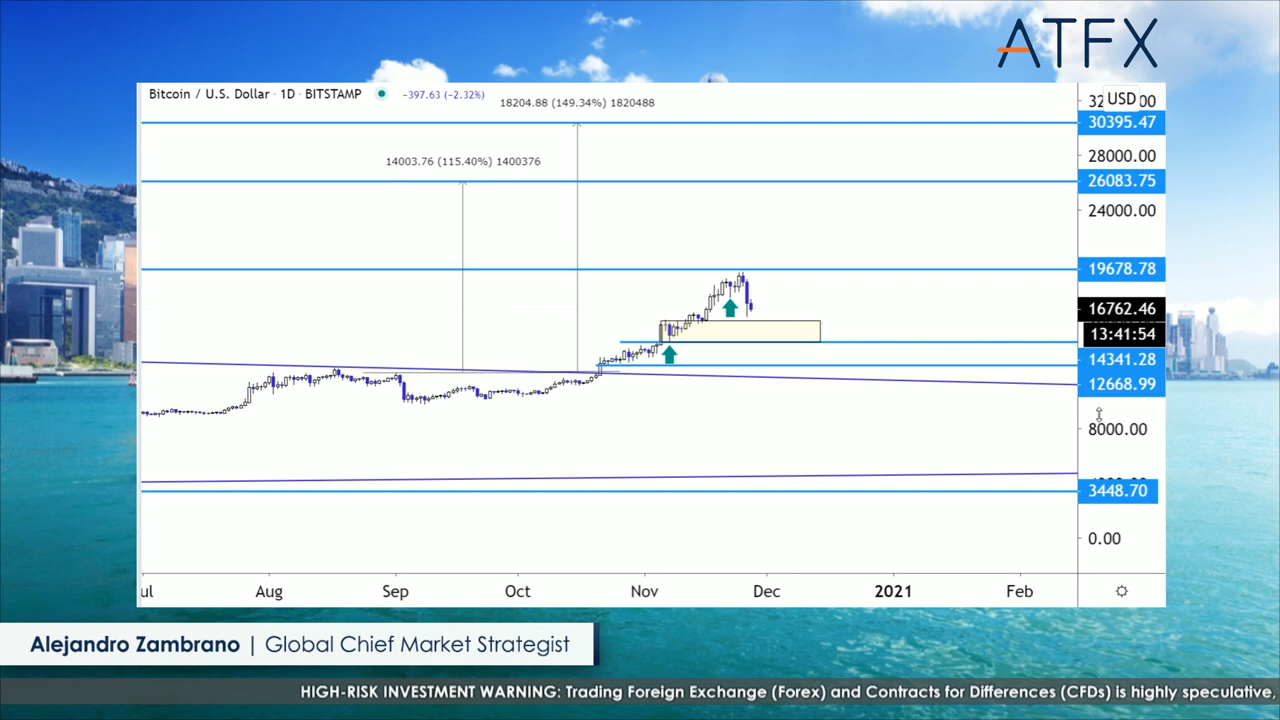 ATFX
Bitcoin / U.S. Dollar · 1D · BITSTAMP
−397.63 (−2.32%)
18204.88 (149.34%) 1820488
14003.76 (115.40%) 1400376
USD
30395.47
28000.00
26083.75
24000.00
19678.78
16762.46
13:41:54
14341.28
12668.99
8000.00
3448.70
0.00
Aug
Sep
Oct
Nov
Dec
2021
Feb
Alejandro Zambrano | Global Chief Market Strategist
HIGH-RISK INVESTMENT WARNING: Trading Foreign Exchange (Forex) and Contracts for Differences (CFDs) is highly speculative,